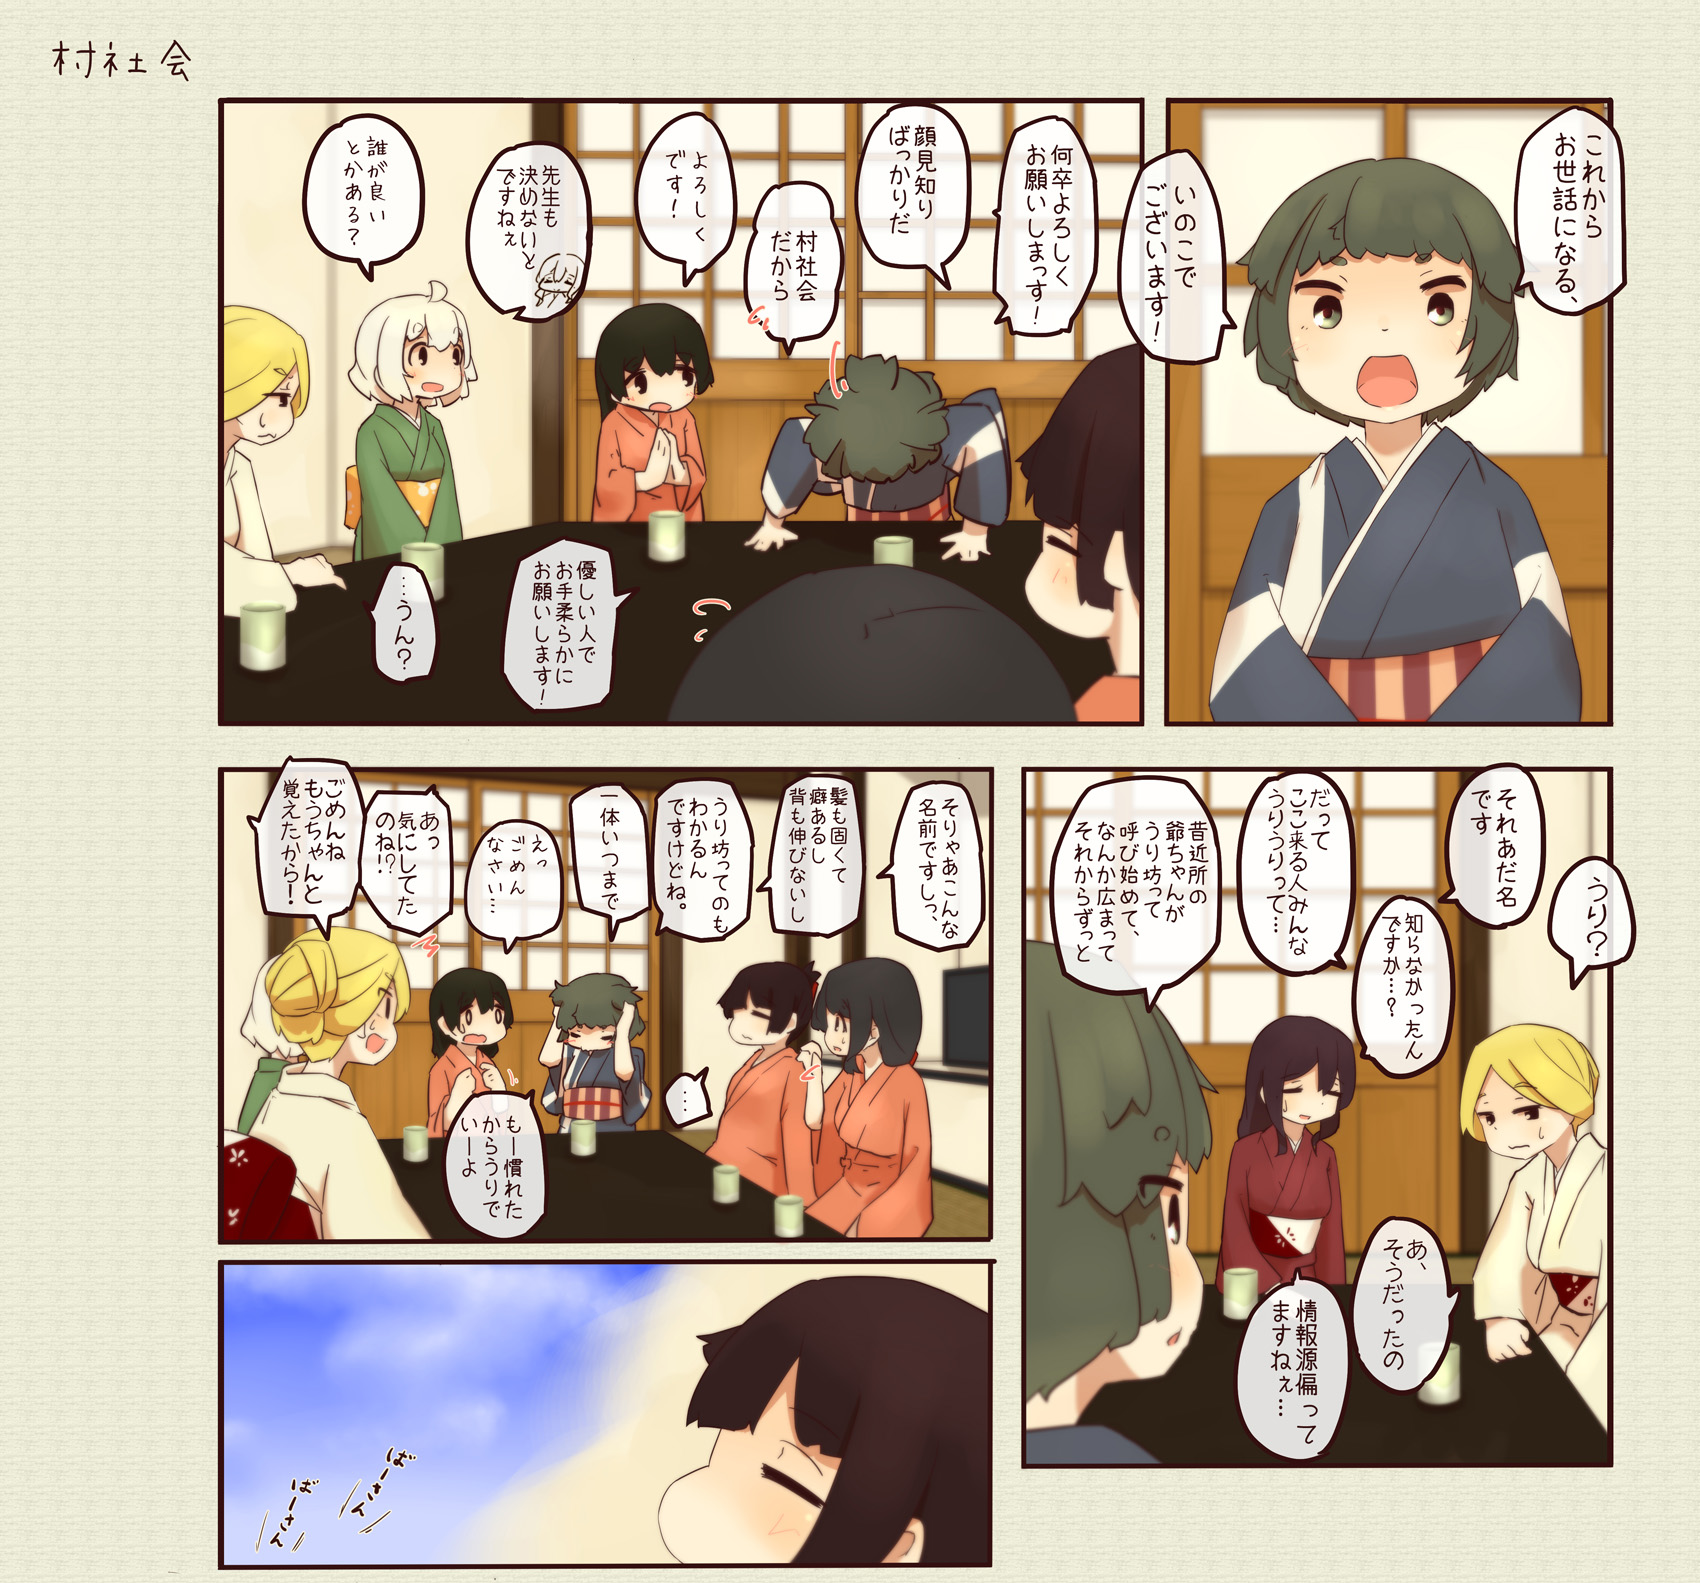 村社会
これから
お世話になる、
いのこで
ございます！
何卒よろしく
お願いしまっす！
顔見知り
ばっかりだ
村社会
だから
よろしく
です！
先生も
決めないと
ですねぇ
誰が良い
とかある？
優しい人で
お手柔らかに
お願いします！
…うん？
うり？
それあだ名
です
知らなかったん
ですか…？
だって
ここ来る人みんな
うりうりって…
昔近所の
爺ちゃんが
うり坊って
呼び始めて、
なんか広まって
それからずっと
あ、
そうだったの
情報源偏って
ますねぇ…
そりゃあこんな
名前ですしっ、
髪も固くて
癖あるし
背も伸びないし
うり坊ってのも
わかるん
ですけどね。
一体いつまで
えっ
ごめん
なさい…
あっ
気にしてた
のね!?
ごめんね
もうちゃんと
覚えたから！
…
もー慣れた
からうりで
いーよ
ばーさん
ばーさん